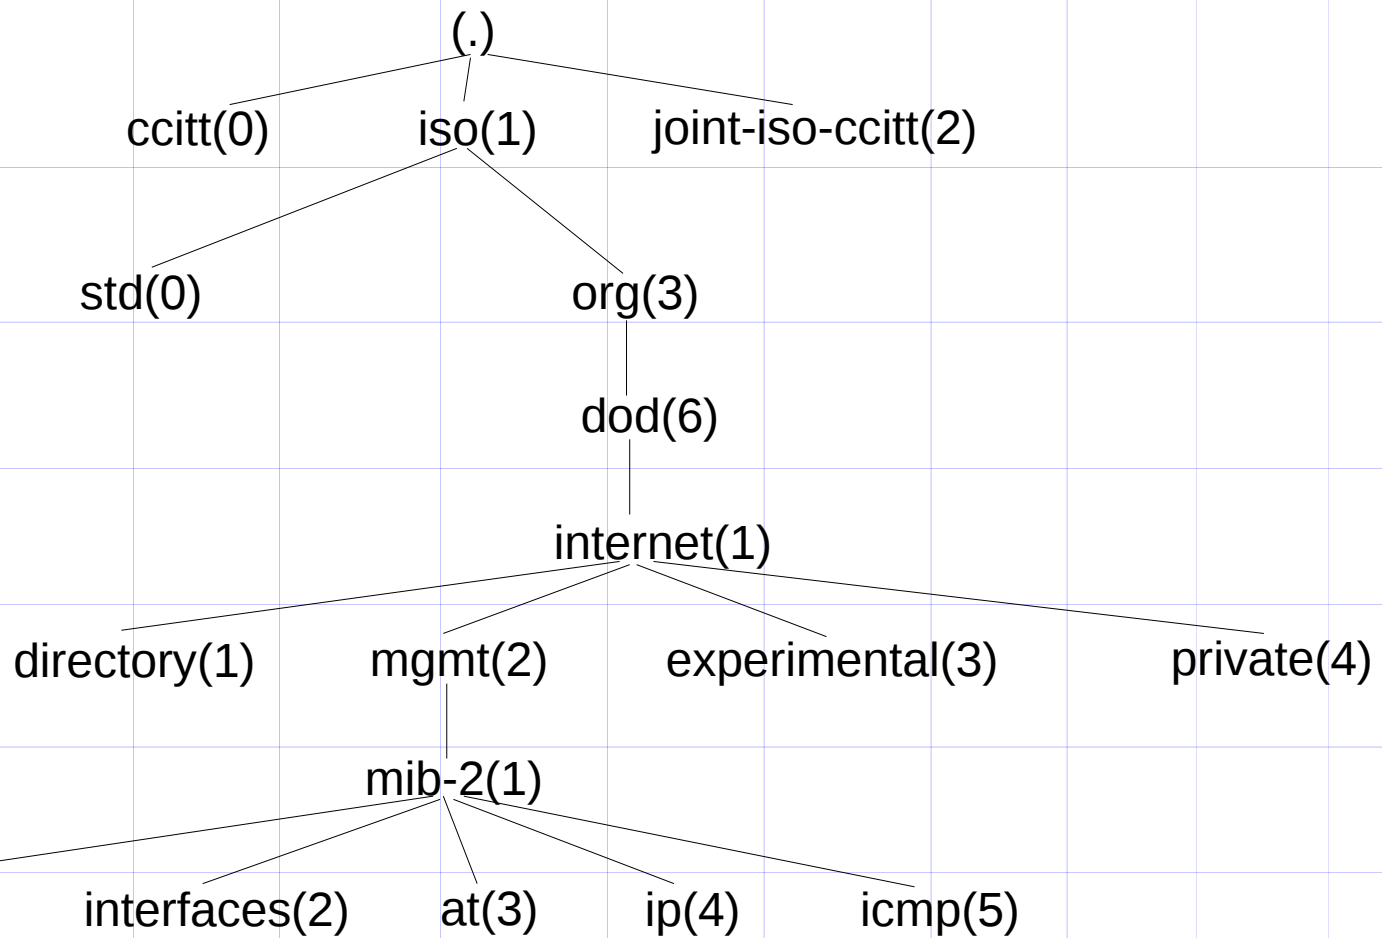 (.)
ccitt(0) iso(1) joint-iso-ccitt(2)
std(0) org(3)
dod(6)
internet(1)
directory(1) mgmt(2) experimental(3) private(4)
mib-2(1)
interfaces(2) at(3) ip(4) icmp(5)